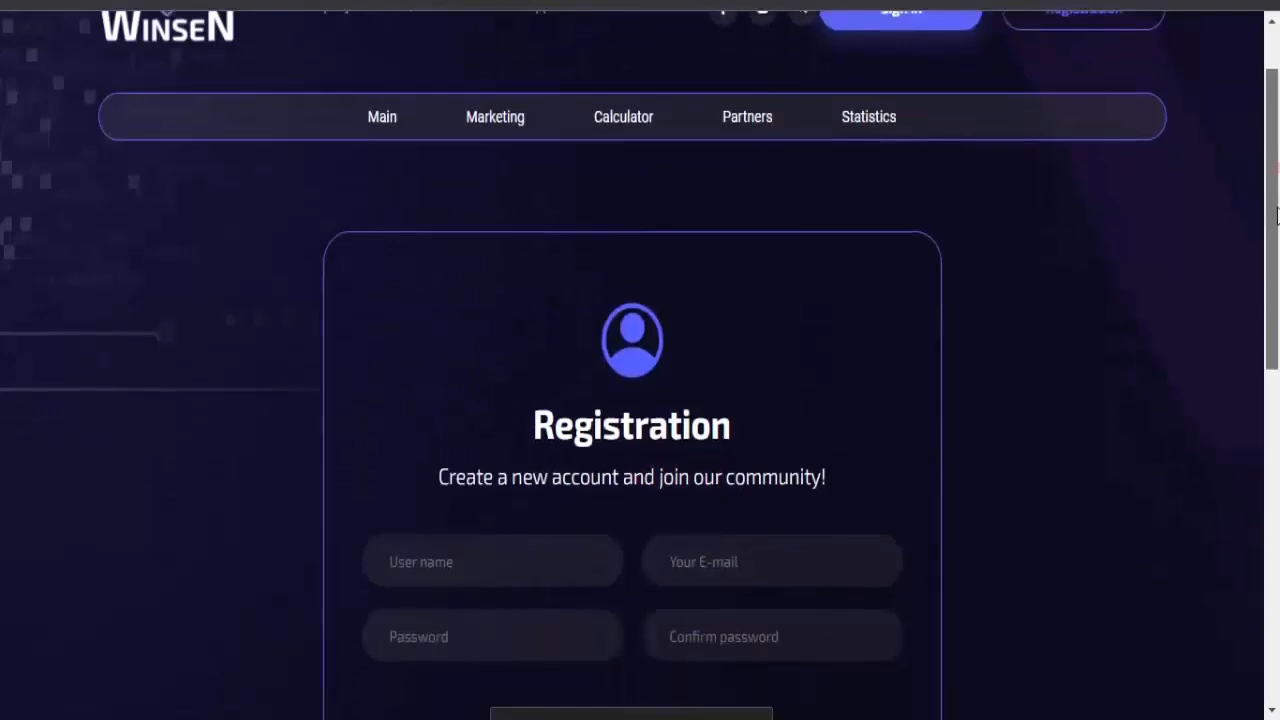 WINSEN
Main Marketing Calculator Partners Statistics
Registration
Create a new account and join our community!
User name Your E-mail
Password Confirm password